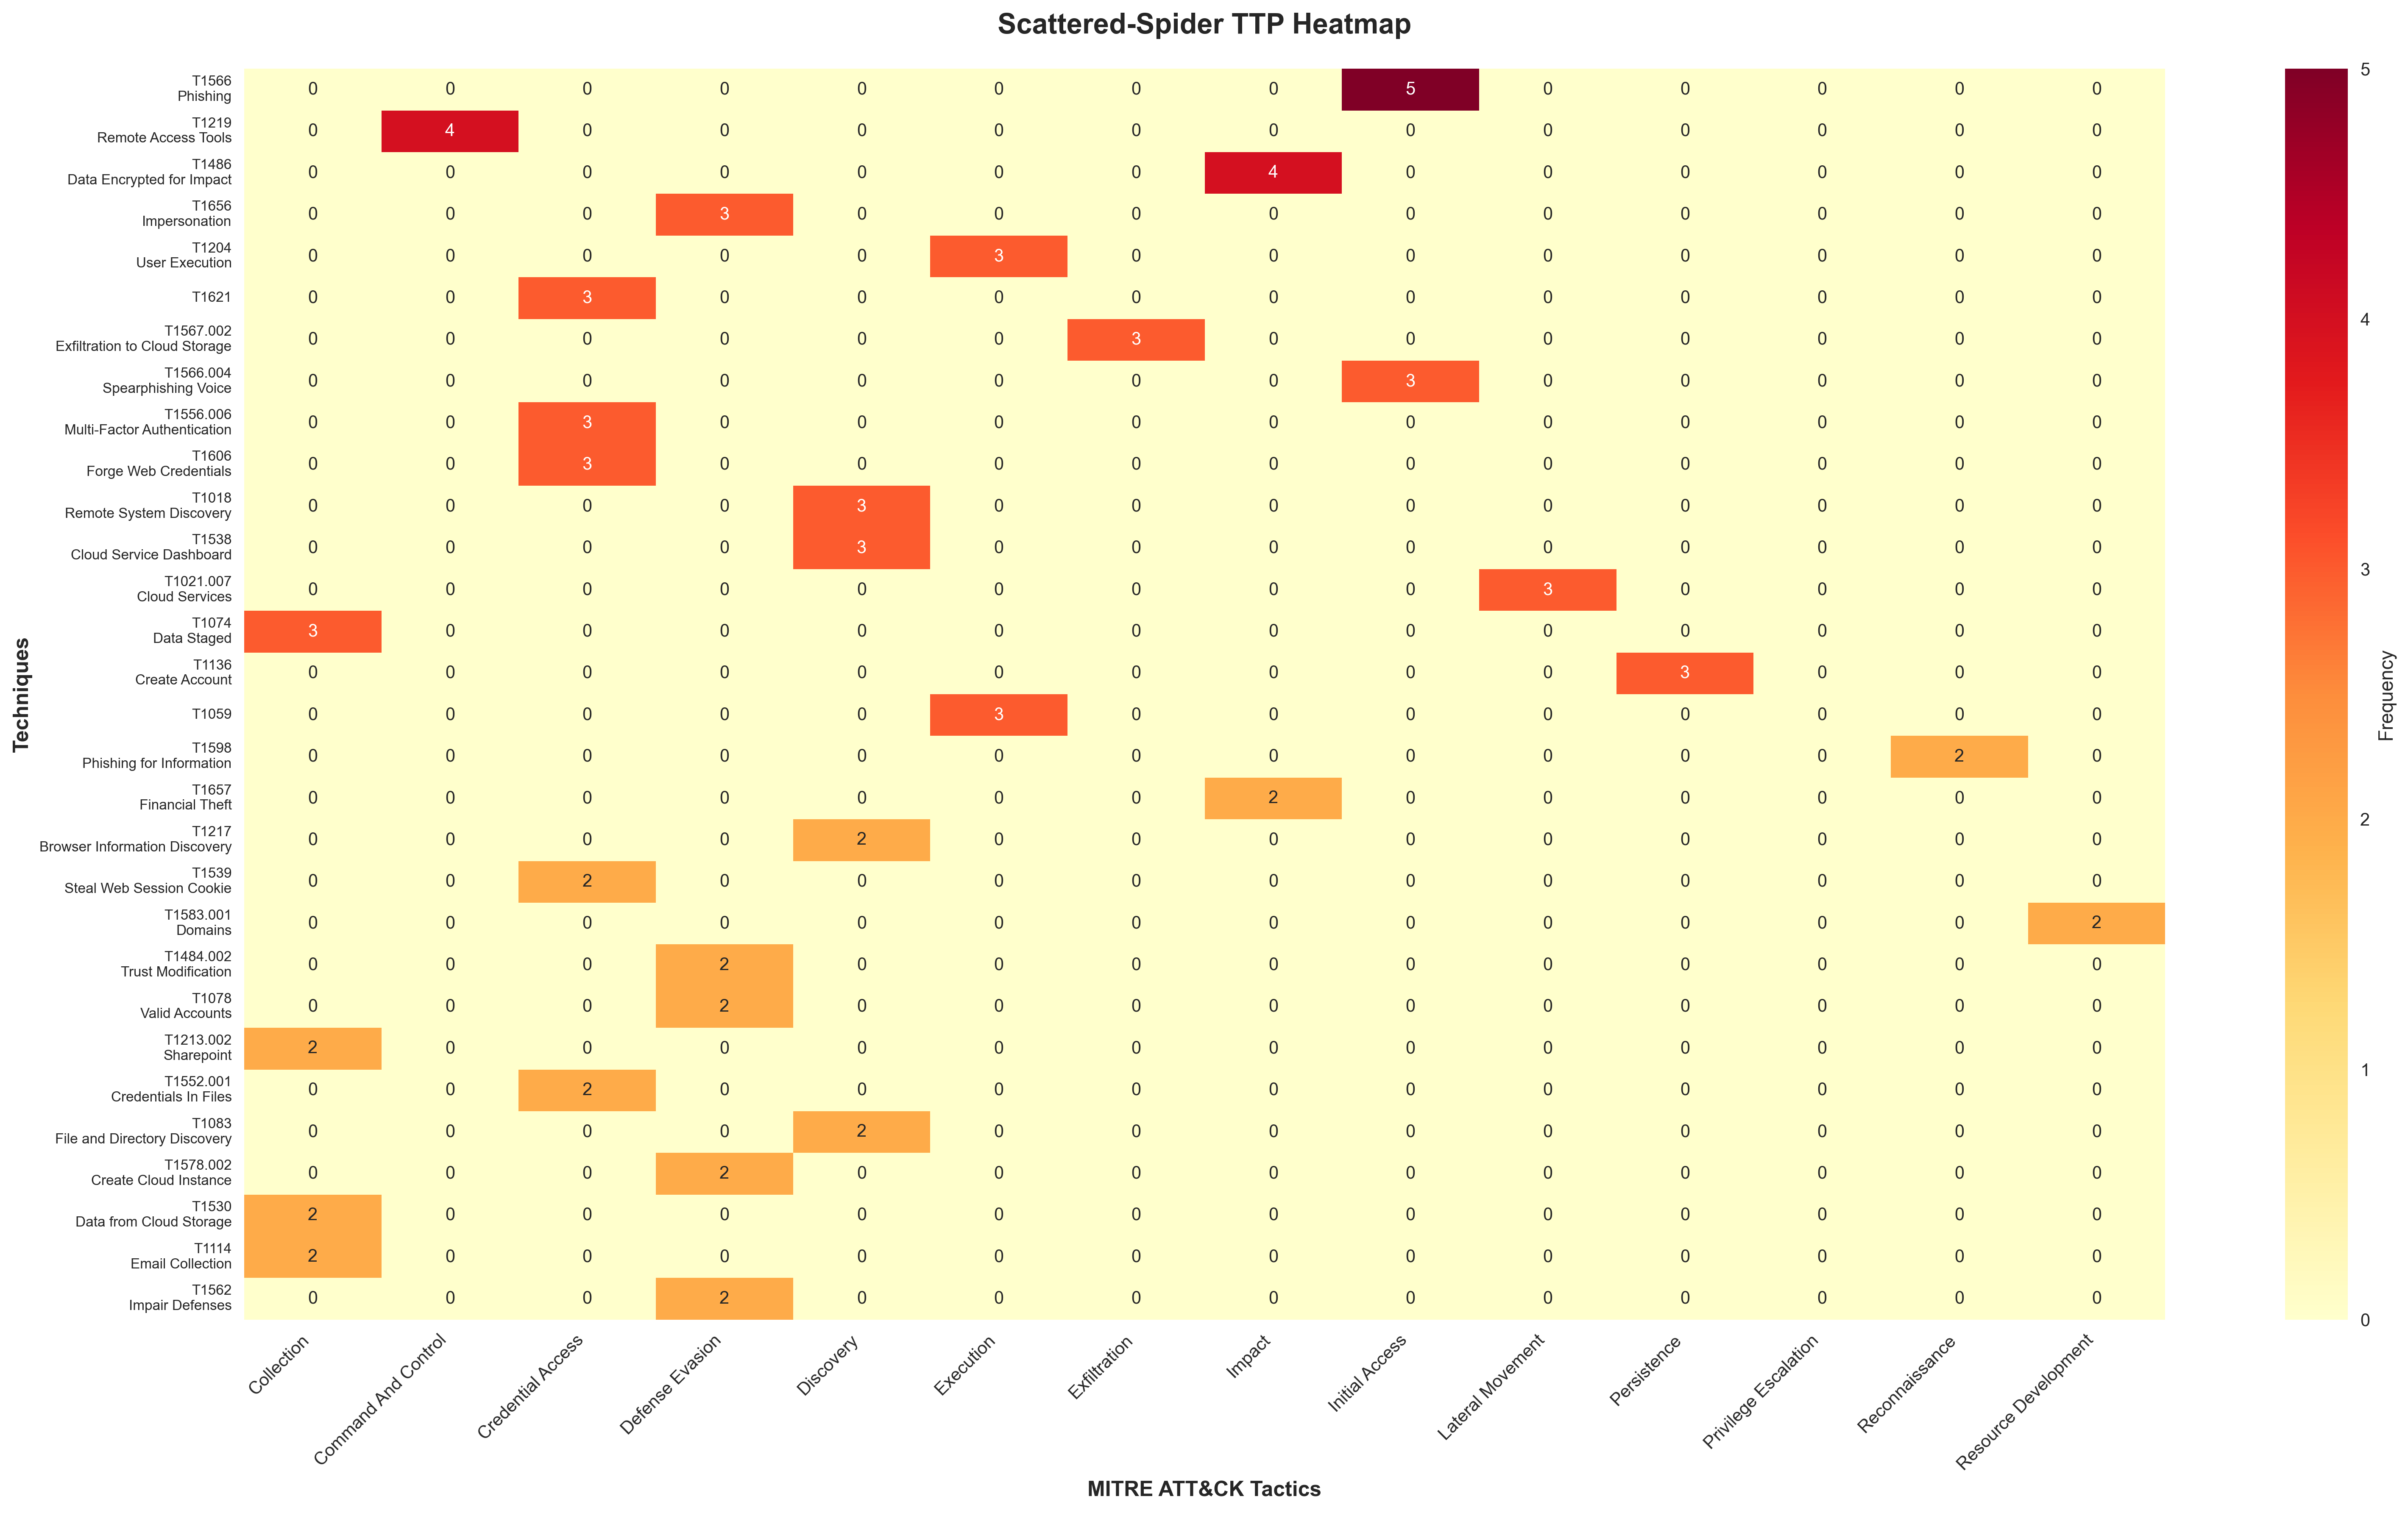 Scattered-Spider TTP Heatmap
T1566
Phishing
0 0 0 0 0 0 0 0 5 0 0 0 0 0
T1219
Remote Access Tools
0 4 0 0 0 0 0 0 0 0 0 0 0 0
T1486
Data Encrypted for Impact
0 0 0 0 0 0 0 4 0 0 0 0 0 0
T1656
Impersonation
0 0 0 3 0 0 0 0 0 0 0 0 0 0
T1204
User Execution
0 0 0 0 0 3 0 0 0 0 0 0 0 0
T1621
0 0 3 0 0 0 0 0 0 0 0 0 0 0
T1567.002
Exfiltration to Cloud Storage
0 0 0 0 0 0 3 0 0 0 0 0 0 0
T1566.004
Spearphishing Voice
0 0 0 0 0 0 0 0 3 0 0 0 0 0
T1556.006
Multi-Factor Authentication
0 0 3 0 0 0 0 0 0 0 0 0 0 0
T1606
Forge Web Credentials
0 0 3 0 0 0 0 0 0 0 0 0 0 0
T1018
Remote System Discovery
0 0 0 0 3 0 0 0 0 0 0 0 0 0
T1538
Cloud Service Dashboard
0 0 0 0 3 0 0 0 0 0 0 0 0 0
T1021.007
Cloud Services
0 0 0 0 0 0 0 0 0 3 0 0 0 0
T1074
Data Staged
3 0 0 0 0 0 0 0 0 0 0 0 0 0
T1136
Create Account
0 0 0 0 0 0 0 0 0 0 3 0 0 0
T1059
0 0 0 0 0 3 0 0 0 0 0 0 0 0
T1598
Phishing for Information
0 0 0 0 0 0 0 0 0 0 0 0 2 0
T1657
Financial Theft
0 0 0 0 0 0 0 2 0 0 0 0 0 0
T1217
Browser Information Discovery
0 0 0 0 2 0 0 0 0 0 0 0 0 0
T1539
Steal Web Session Cookie
0 0 2 0 0 0 0 0 0 0 0 0 0 0
T1583.001
Domains
0 0 0 0 0 0 0 0 0 0 0 0 0 2
T1484.002
Trust Modification
0 0 0 2 0 0 0 0 0 0 0 0 0 0
T1078
Valid Accounts
0 0 0 2 0 0 0 0 0 0 0 0 0 0
T1213.002
Sharepoint
2 0 0 0 0 0 0 0 0 0 0 0 0 0
T1552.001
Credentials In Files
0 0 2 0 0 0 0 0 0 0 0 0 0 0
T1083
File and Directory Discovery
0 0 0 0 2 0 0 0 0 0 0 0 0 0
T1578.002
Create Cloud Instance
0 0 0 2 0 0 0 0 0 0 0 0 0 0
T1530
Data from Cloud Storage
2 0 0 0 0 0 0 0 0 0 0 0 0 0
T1114
Email Collection
2 0 0 0 0 0 0 0 0 0 0 0 0 0
T1562
Impair Defenses
0 0 0 2 0 0 0 0 0 0 0 0 0 0
Techniques
Collection
Command And Control
Credential Access
Defense Evasion
Discovery
Execution
Exfiltration
Impact
Initial Access
Lateral Movement
Persistence
Privilege Escalation
Reconnaissance
Resource Development
MITRE ATT&CK Tactics
5
4
3
2
1
0
Frequency